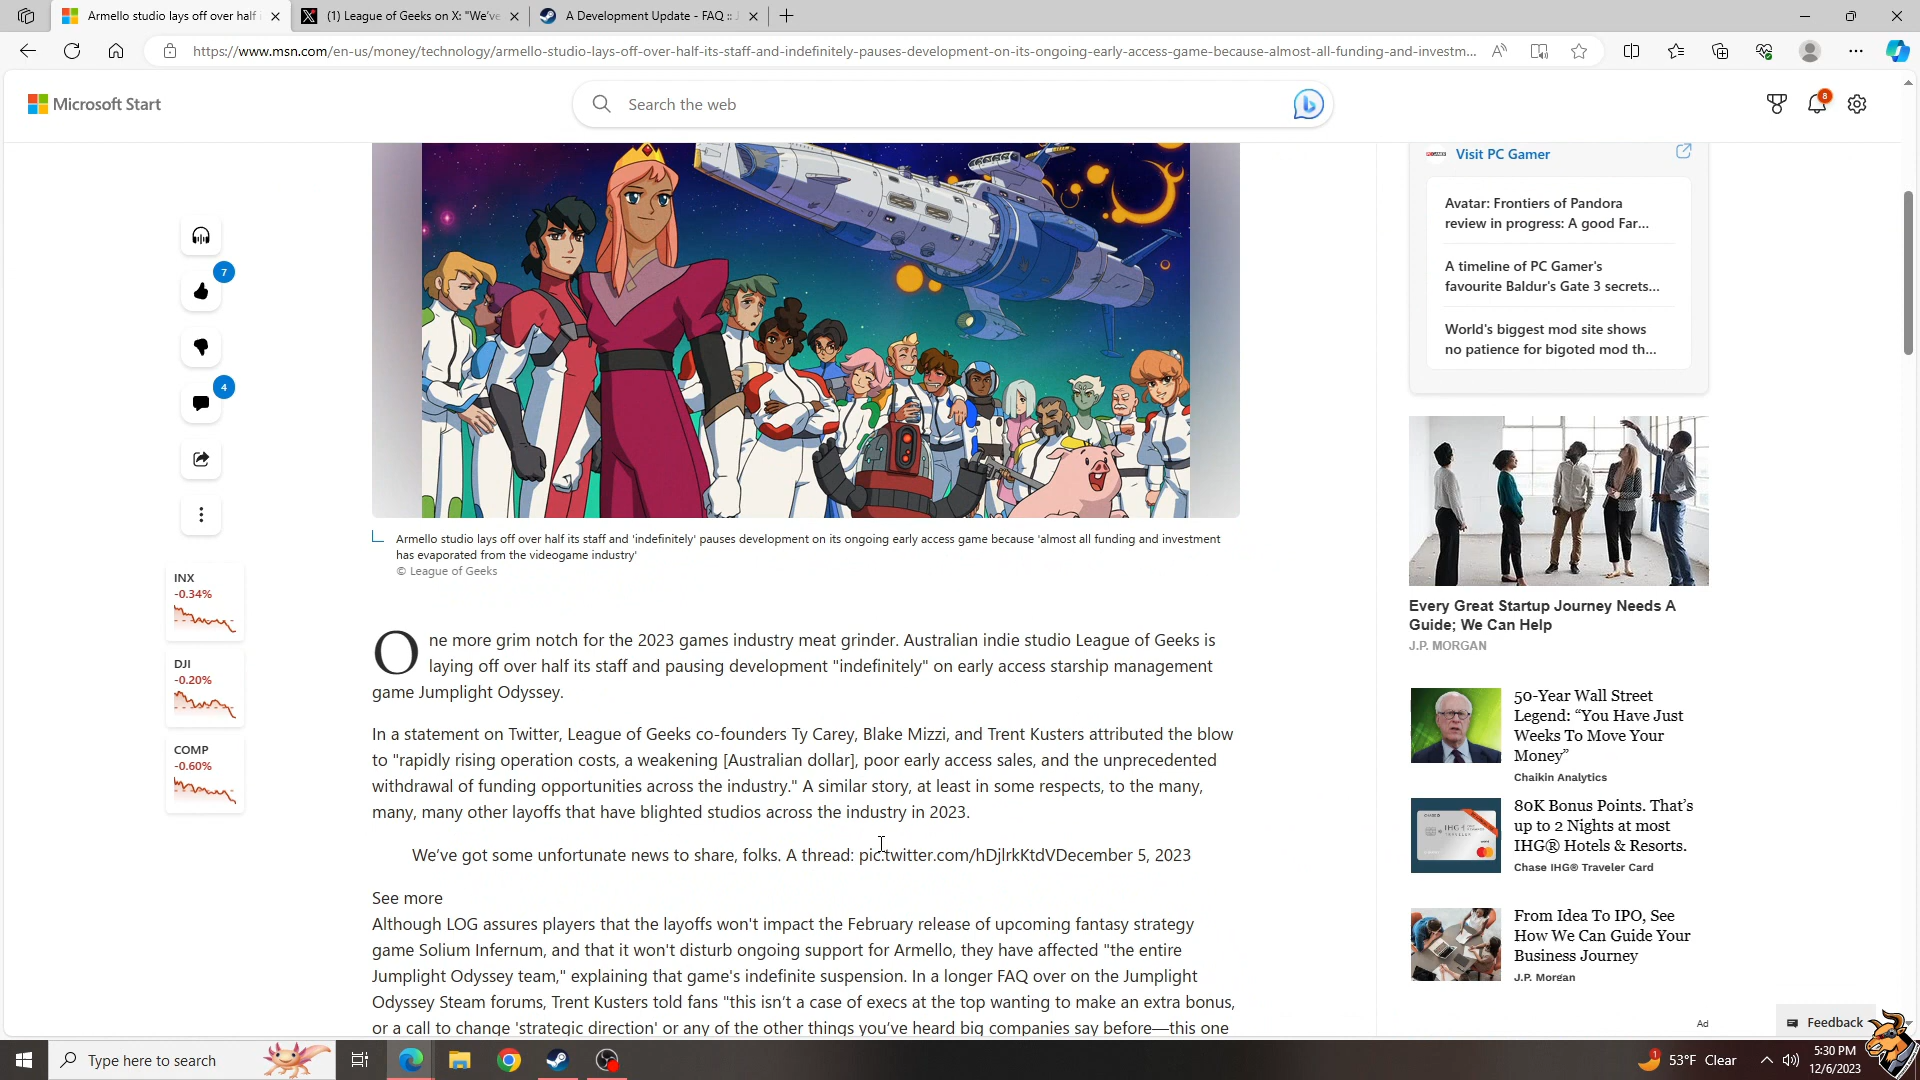 Armello studio lays off over half
(1) League of Geeks on X: "We've
A Development Update - FAQ ::
https://www.msn.com/en-us/money/technology/armello-studio-lays-off-over-half-its-staff-and-indefinitely-pauses-development-on-its-ongoing-early-access-game-because-almost-all-funding-and-investm...
Microsoft Start
Search the web
8
7
4
INX
-0.34%
DJI
-0.20%
COMP
-0.60%
Armello studio lays off over half its staff and 'indefinitely' pauses development on its ongoing early access game because 'almost all funding and investment
has evaporated from the videogame industry'
© League of Geeks
One more grim notch for the 2023 games industry meat grinder. Australian indie studio League of Geeks is
laying off over half its staff and pausing development "indefinitely" on early access starship management
game Jumplight Odyssey.
In a statement on Twitter, League of Geeks co-founders Ty Carey, Blake Mizzi, and Trent Kusters attributed the blow
to "rapidly rising operation costs, a weakening [Australian dollar], poor early access sales, and the unprecedented
withdrawal of funding opportunities across the industry." A similar story, at least in some respects, to the many,
many, many other layoffs that have blighted studios across the industry in 2023.
We've got some unfortunate news to share, folks. A thread: pic.twitter.com/hDjlrkKtdVDecember 5, 2023
See more
Although LOG assures players that the layoffs won't impact the February release of upcoming fantasy strategy
game Solium Infernum, and that it won't disturb ongoing support for Armello, they have affected "the entire
Jumplight Odyssey team," explaining that game's indefinite suspension. In a longer FAQ over on the Jumplight
Odyssey Steam forums, Trent Kusters told fans "this isn't a case of execs at the top wanting to make an extra bonus,
or a call to change 'strategic direction' or any of the other things you've heard big companies say before—this one
PC GAMER
Visit PC Gamer
Avatar: Frontiers of Pandora
review in progress: A good Far...
A timeline of PC Gamer's
favourite Baldur's Gate 3 secrets...
World's biggest mod site shows
no patience for bigoted mod th...
Every Great Startup Journey Needs A
Guide; We Can Help
J.P. MORGAN
50-Year Wall Street
Legend: “You Have Just
Weeks To Move Your
Money”
Chaikin Analytics
80K Bonus Points. That’s
up to 2 Nights at most
IHG® Hotels & Resorts.
Chase IHG® Traveler Card
From Idea To IPO, See
How We Can Guide Your
Business Journey
J.P. Morgan
Ad
Feedback
Type here to search
1
53°F Clear
5:30 PM
12/6/2023